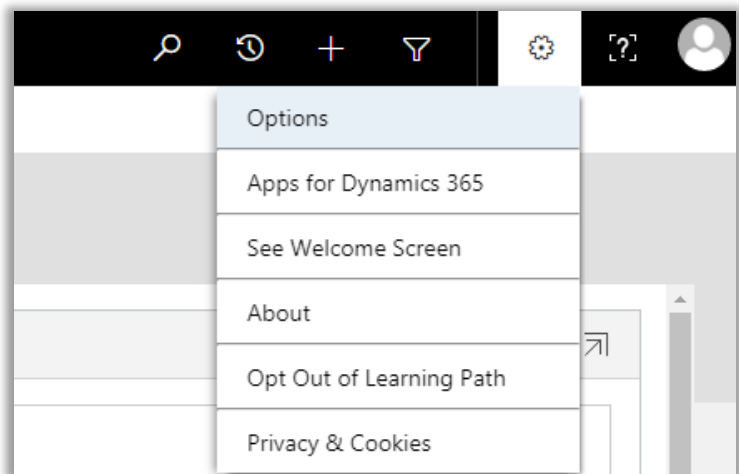 [?]
Options
Apps for Dynamics 365
See Welcome Screen
About
Opt Out of Learning Path
Privacy & Cookies